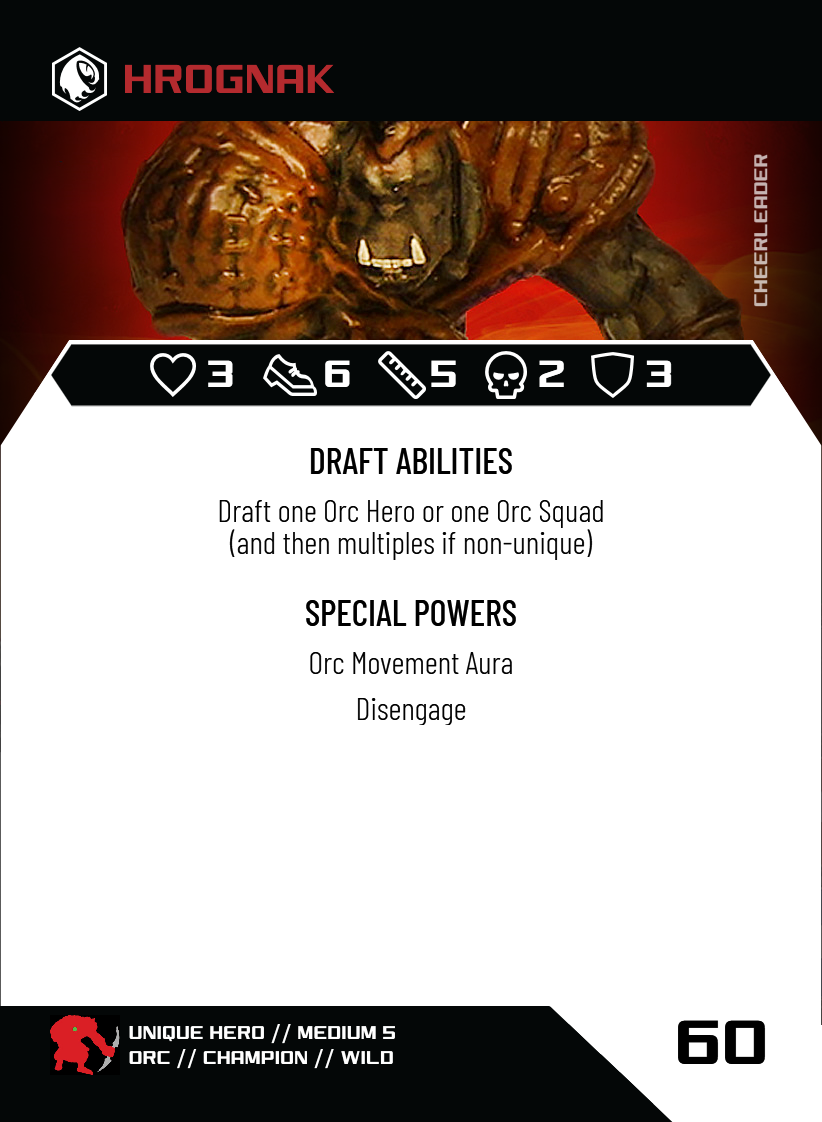 HROGNAK
CHEERLEADER
3 6 5 2 3
DRAFT ABILITIES
Draft one Orc Hero or one Orc Squad
(and then multiples if non-unique)
SPECIAL POWERS
Orc Movement Aura
Disengage
UNIQUE HERO // MEDIUM 5
ORC // CHAMPION // WILD
60